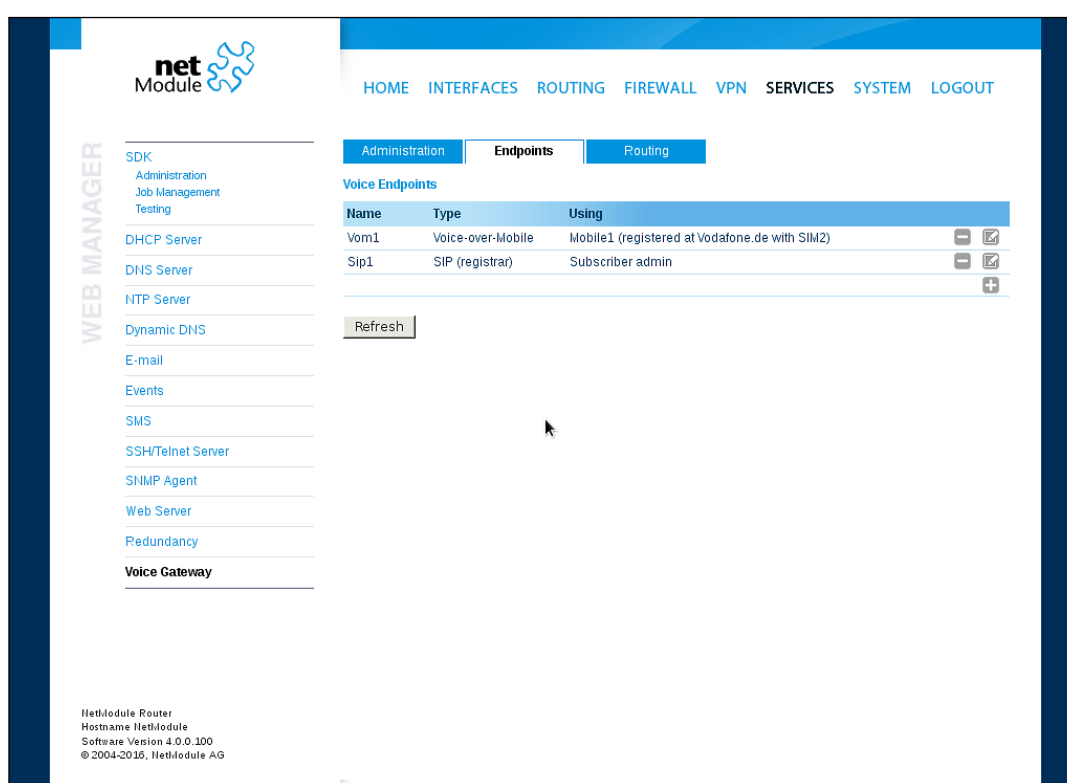 net
Module
HOME INTERFACES ROUTING FIREWALL VPN SERVICES SYSTEM LOGOUT
WEB MANAGER
SDK
Administration
Job Management
Testing
DHCP Server
DNS Server
NTP Server
Dynamic DNS
E-mail
Events
SMS
SSH/Telnet Server
SNMP Agent
Web Server
Redundancy
Voice Gateway
Administration Endpoints Routing
Voice Endpoints
Name Type Using
Vom1 Voice-over-Mobile Mobile1 (registered at Vodafone.de with SIM2)
Sip1 SIP (registrar) Subscriber admin
Refresh
NetModule Router
Hostname NetModule
Software Version 4.0.0.100
© 2004-2016, NetModule AG